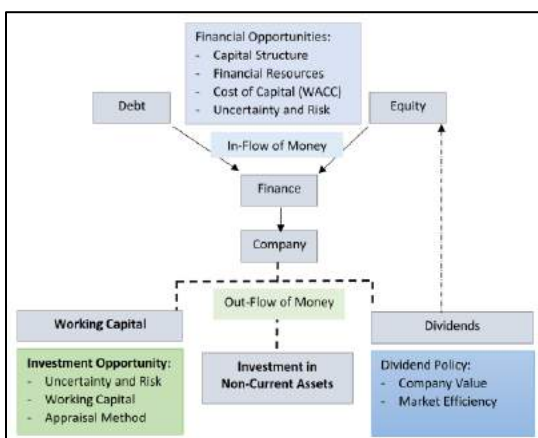 Financial Opportunities:
- Capital Structure
- Financial Resources
- Cost of Capital (WACC)
- Uncertainty and Risk
Debt
Equity
In-Flow of Money
Finance
Company
Out-Flow of Money
Working Capital
Dividends
Investment Opportunity:
- Uncertainty and Risk
- Working Capital
- Appraisal Method
Investment in
Non-Current Assets
Dividend Policy:
- Company Value
- Market Efficiency